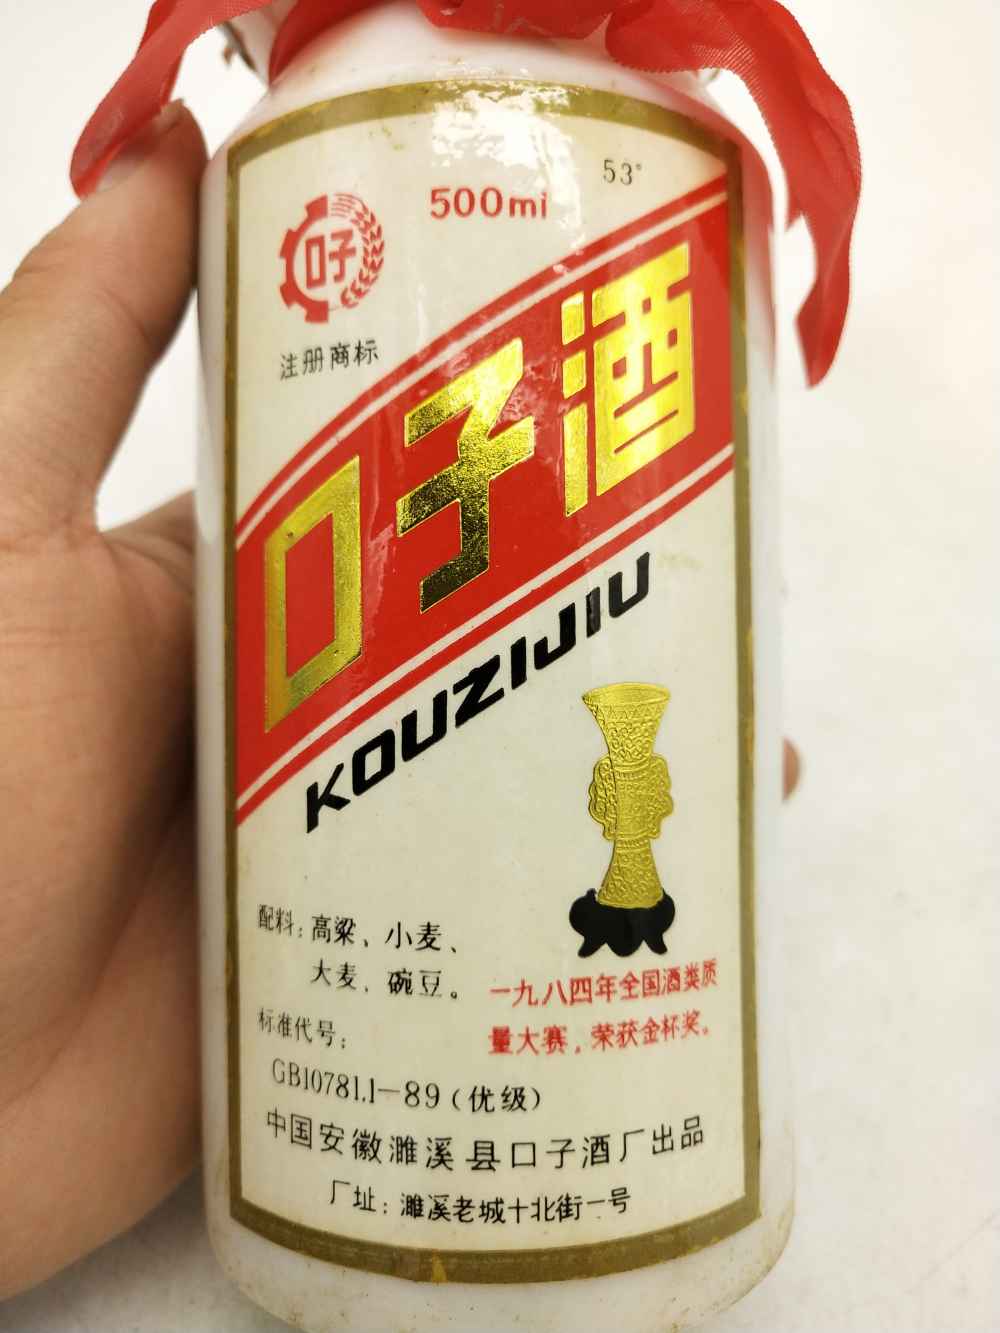 53°
500ml
口子
注册商标
口子酒
KOUZIJIU
配料：高粱、小麦、
大麦、碗豆。
一九八四年全国酒类质
量大赛，荣获金杯奖。
标准代号：
GB10781.1-89（优级）
中国安徽濉溪县口子酒厂出品
厂址：濉溪老城十北街一号